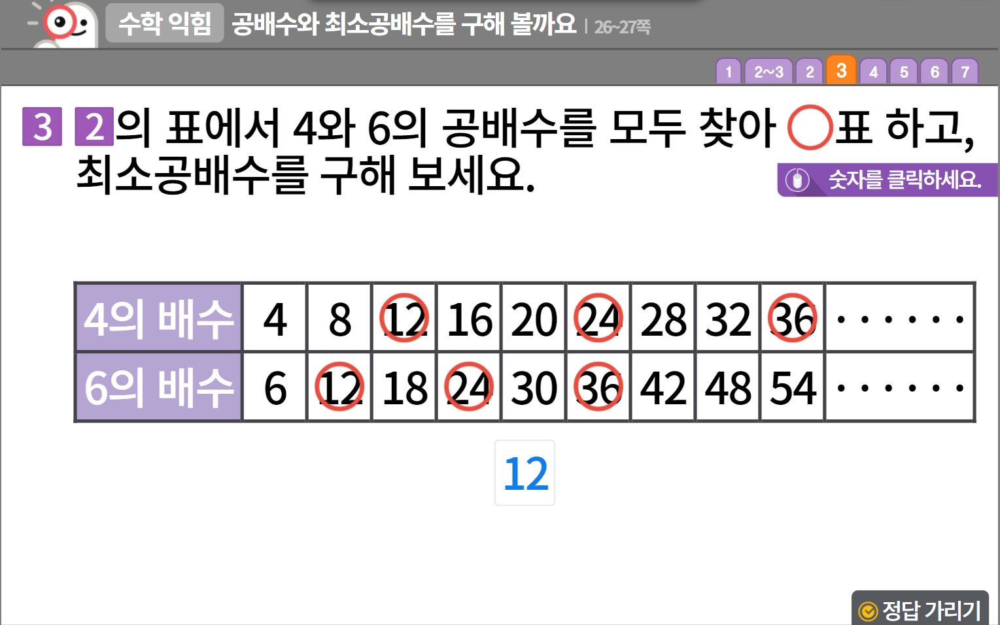 수학 익힘 공배수와 최소공배수를 구해 볼까요 | 26~27쪽
1 2~3 2 3 4 5 6 7
3 2의 표에서 4와 6의 공배수를 모두 찾아 ○표 하고,
최소공배수를 구해 보세요.
숫자를 클릭하세요.
4의 배수 4 8 12 16 20 24 28 32 36 ······
6의 배수 6 12 18 24 30 36 42 48 54 ······
12
정답 가리기